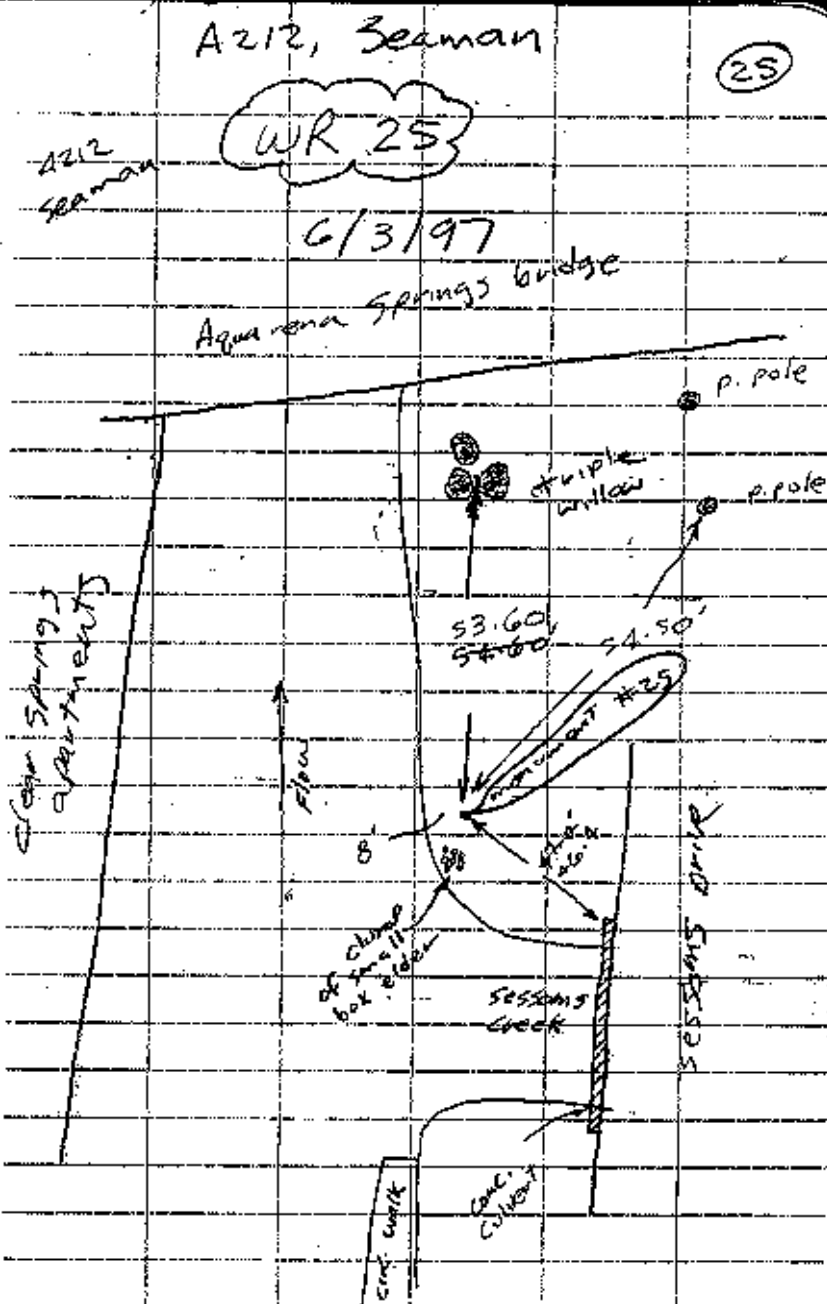 A212, Seaman
25
WR 25
A212
Seaman
6/3/97
Aquarena Springs bridge
p. pole
triple
willow
p. pole
53.60'
54.60'
54.50'
monument #25
Clear Springs
apartments
Flow
8'
clump
of small
box elder
Sessoms
Creek
Sessoms Drive
conc.
culvert
conc. walk